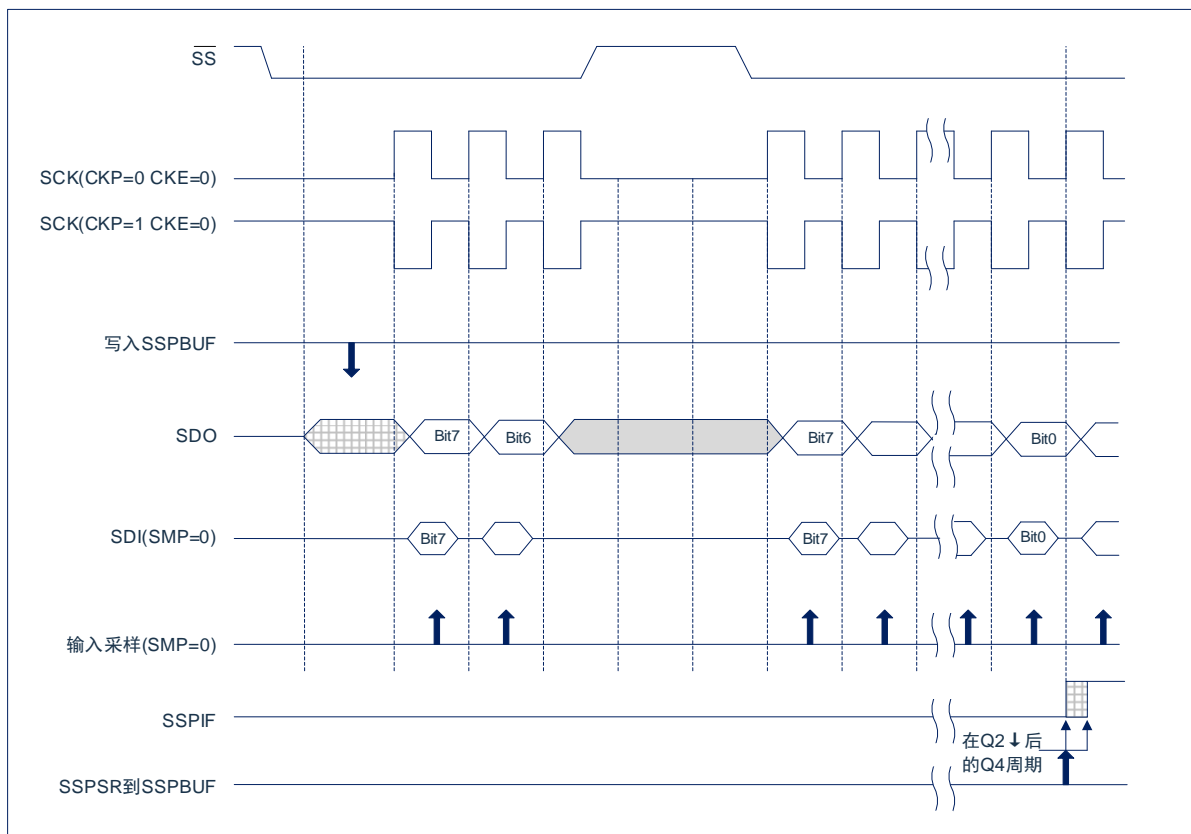 SS
SCK(CKP=0 CKE=0)
SCK(CKP=1 CKE=0)
写入SSPBUF
SDO
Bit7
Bit6
Bit7
Bit0
SDI(SMP=0)
Bit7
Bit7
Bit0
输入采样(SMP=0)
SSPIF
在Q2↓后
的Q4周期
SSPSR到SSPBUF